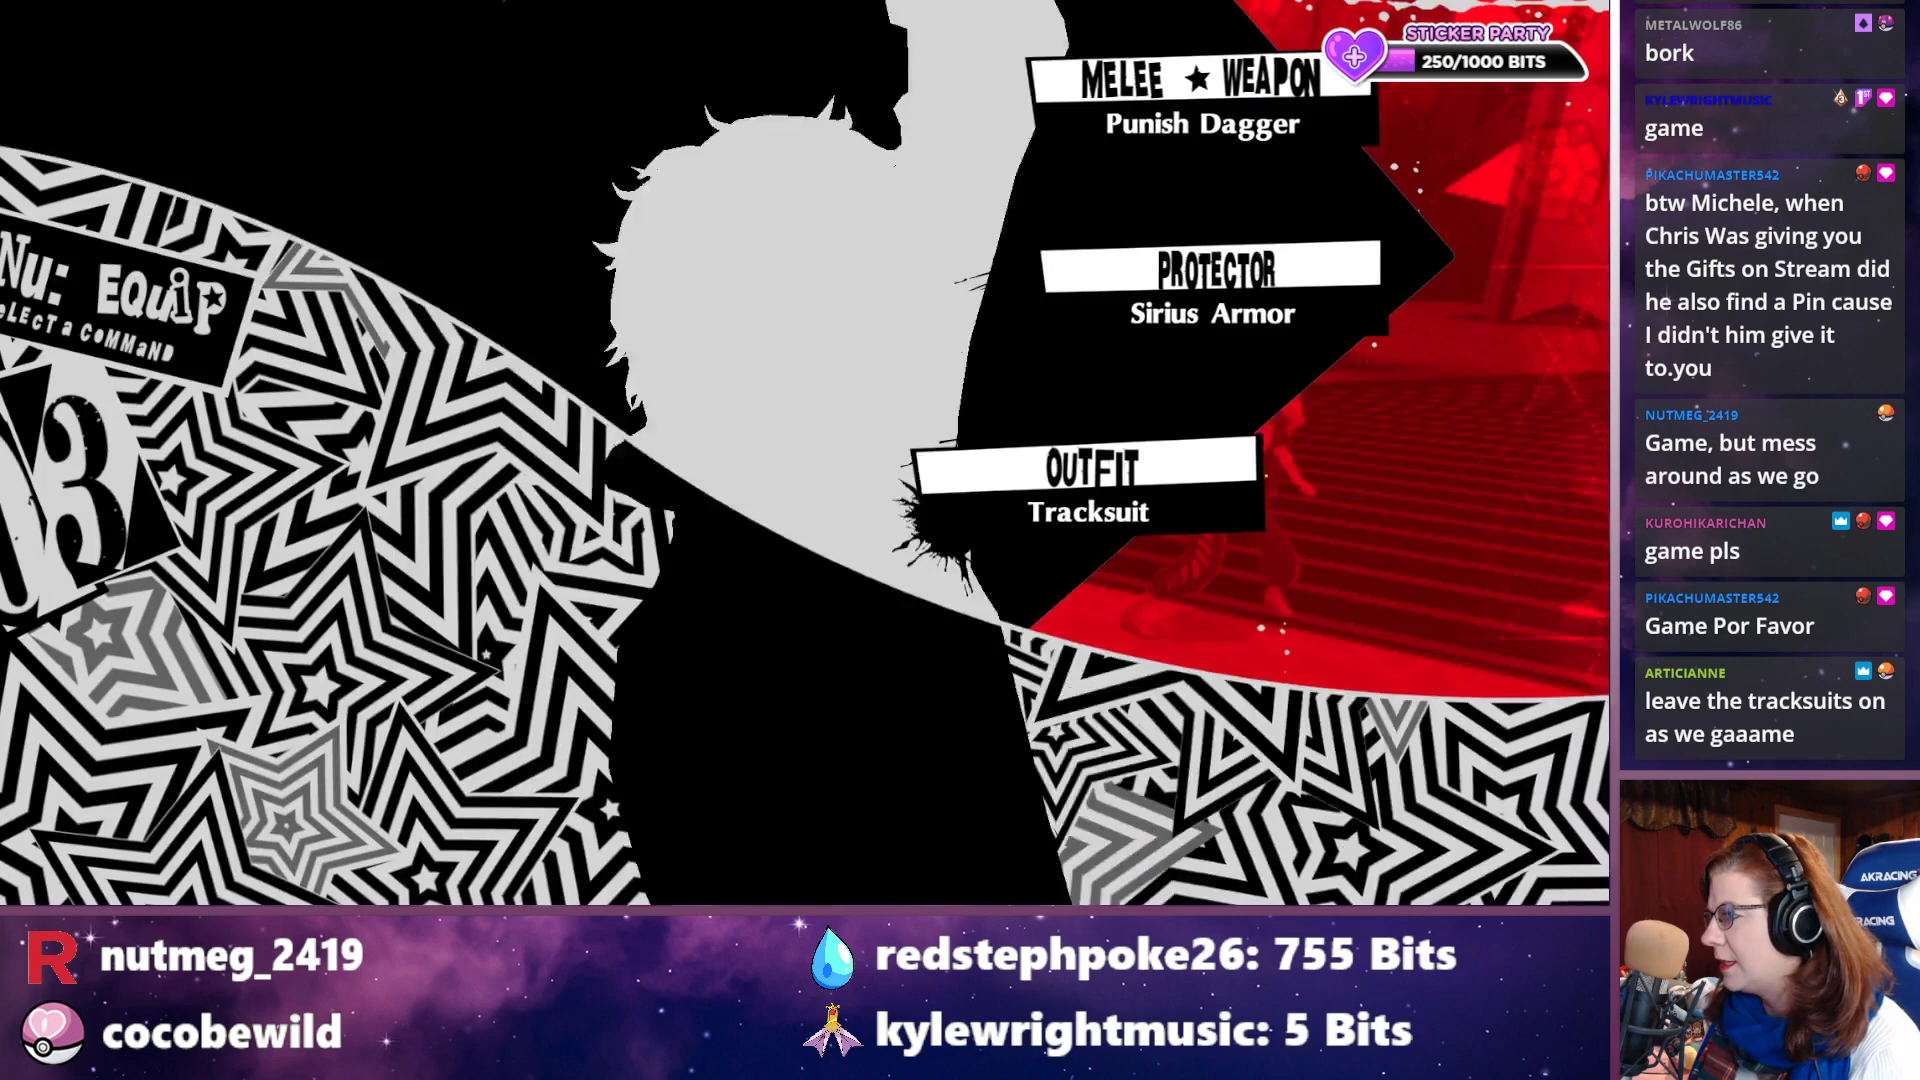 STICKER PARTY
250/1000 BITS
MELEE ★ WEAPON
Punish Dagger
PROTECTOR
Sirius Armor
OUTFIT
Tracksuit
Nu: EQuiP
eLeCT a CoMMaND
03
METALWOLF86
bork
KYLEWRIGHTMUSIC
1ST
game
PIKACHUMASTER542
btw Michele, when
Chris Was giving you
the Gifts on Stream did
he also find a Pin cause
I didn't him give it
to.you
NUTMEG_2419
Game, but mess
around as we go
KUROHIKARICHAN
game pls
PIKACHUMASTER542
Game Por Favor
ARTICIANNE
leave the tracksuits on
as we gaaame
AKRACING
RACING
R nutmeg_2419
cocobewild
redstephpoke26: 755 Bits
kylewrightmusic: 5 Bits